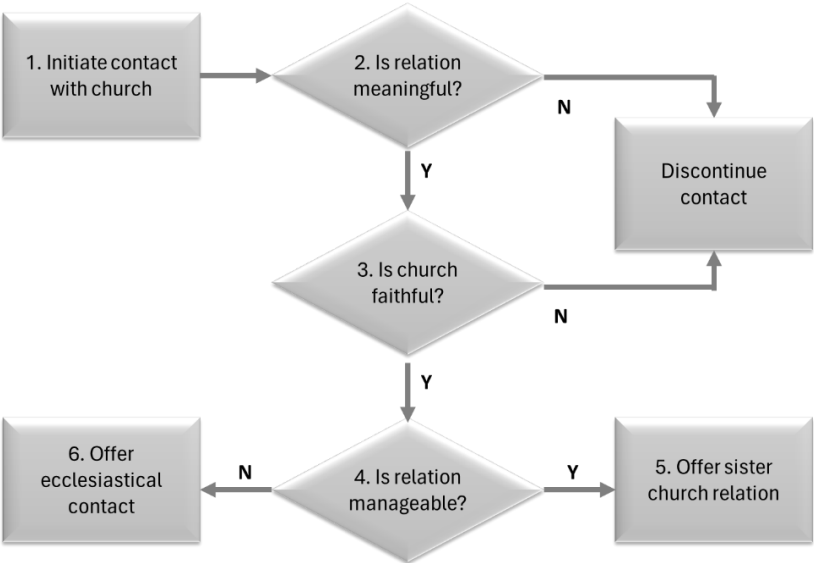 1. Initiate contact
with church
2. Is relation
meaningful?
N
Discontinue
contact
Y
3. Is church
faithful?
N
Y
6. Offer
ecclesiastical
contact
N
4. Is relation
manageable?
Y
5. Offer sister
church relation